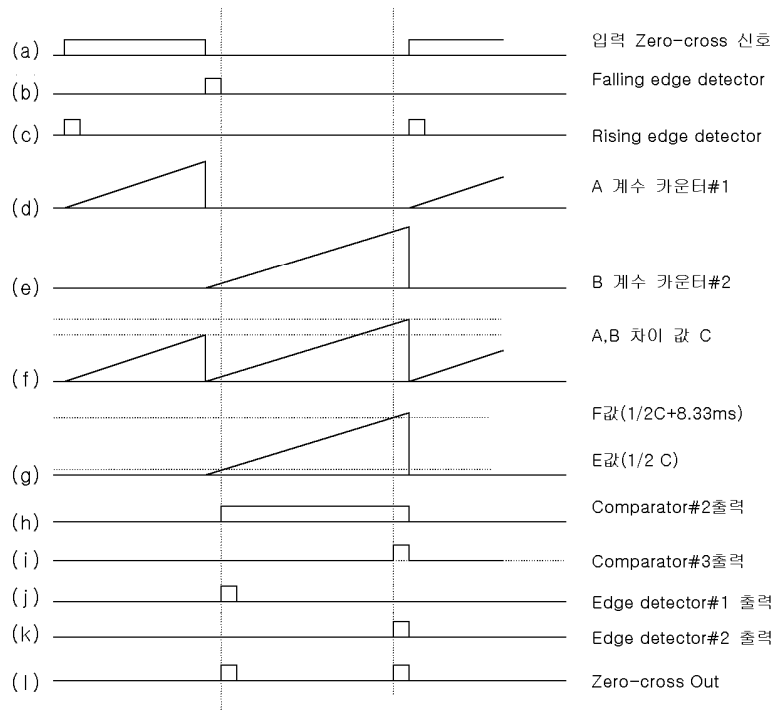 (a) 입력 Zero-cross 신호
(b) Falling edge detector
(c) Rising edge detector
(d) A 계수 카운터#1
(e) B 계수 카운터#2
(f) A,B 차이 값 C
F값(1/2C+8.33ms)
(g) E값(1/2 C)
(h) Comparator#2출력
(i) Comparator#3출력
(j) Edge detector#1 출력
(k) Edge detector#2 출력
(l) Zero-cross Out